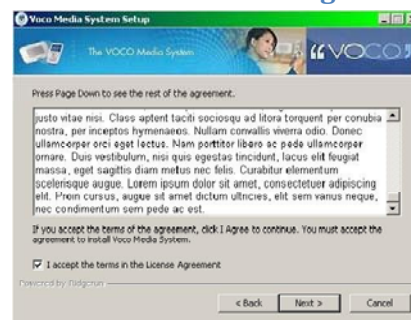 Voco Media System Setup
The VOCO Media System
“VOCO”
Press Page Down to see the rest of the agreement.
justo vitae nisi. Class aptent taciti sociosqu ad litora torquent per conubia
nostra, per inceptos hymenaeos. Nullam convallis viverra odio. Donec
ullamcorper orci eget lectus. Nam porttitor libero ac pede ullamcorper
ornare. Duis vestibulum, nisi quis egestas tincidunt, lacus elit feugiat
massa, eget sagittis diam metus nec felis. Curabitur elementum
scelerisque augue. Lorem ipsum dolor sit amet, consectetuer adipiscing
elit. Proin cursus, augue sit amet dictum ultricies, elit sem varius neque,
nec condimentum sem pede ac est.
If you accept the terms of the agreement, click I Agree to continue. You must accept the
agreement to install Voco Media System.
I accept the terms in the License Agreement
Powered by Ridgerun
< Back
Next >
Cancel